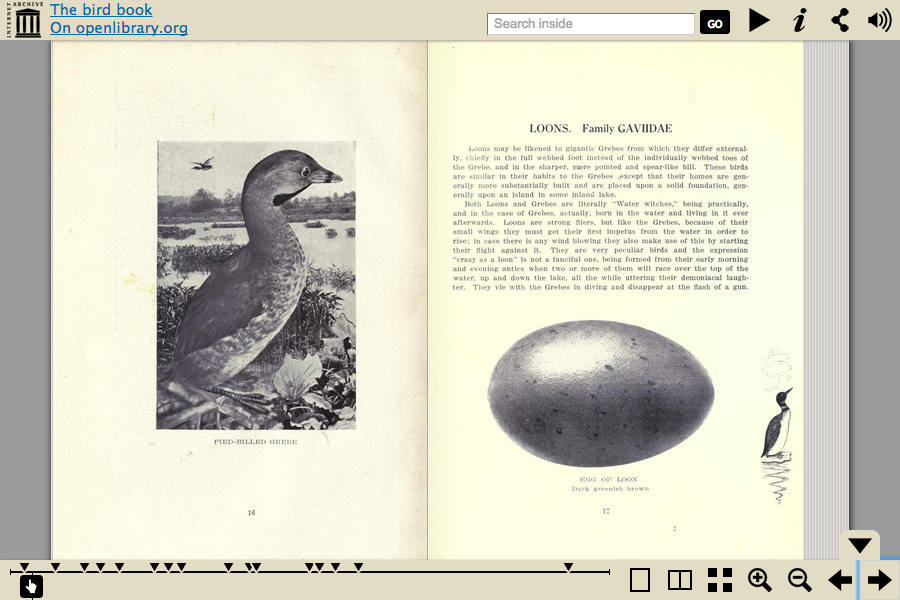 INTERNET
ARCHIVE
The bird book
On openlibrary.org
Search inside
GO
PIED-BILLED GREBE
16
LOONS. Family GAVIIDAE
Loons may be likened to gigantic Grebes from which they differ external-
ly, chiefly in the full webbed foot instead of the individually webbed toes of
the Grebe, and in the sharper, more pointed and spear-like bill. These birds
are similar in their habits to the Grebes ,except that their homes are gen-
erally more substantially built and are placed upon a solid foundation, gen-
erally upon an island in some inland lake.
Both Loons and Grebes are literally "Water witches," being practically,
and in the case of Grebes, actually, born in the water and living in it ever
afterwards. Loons are strong fliers, but like the Grebes, because of their
small wings they must get their first impetus from the water in order to
rise; in case there is any wind blowing they also make use of this by starting
their flight against it. They are very peculiar birds and the expression
"crazy as a loon" is not a fanciful one, being formed from their early morning
and evening antics when two or more of them will race over the top of the
water, up and down the lake, all the while uttering their demoniacal laugh-
ter. They vie with the Grebes in diving and disappear at the flash of a gun.
EGG OF LOON
Dark greenish brown
17
2